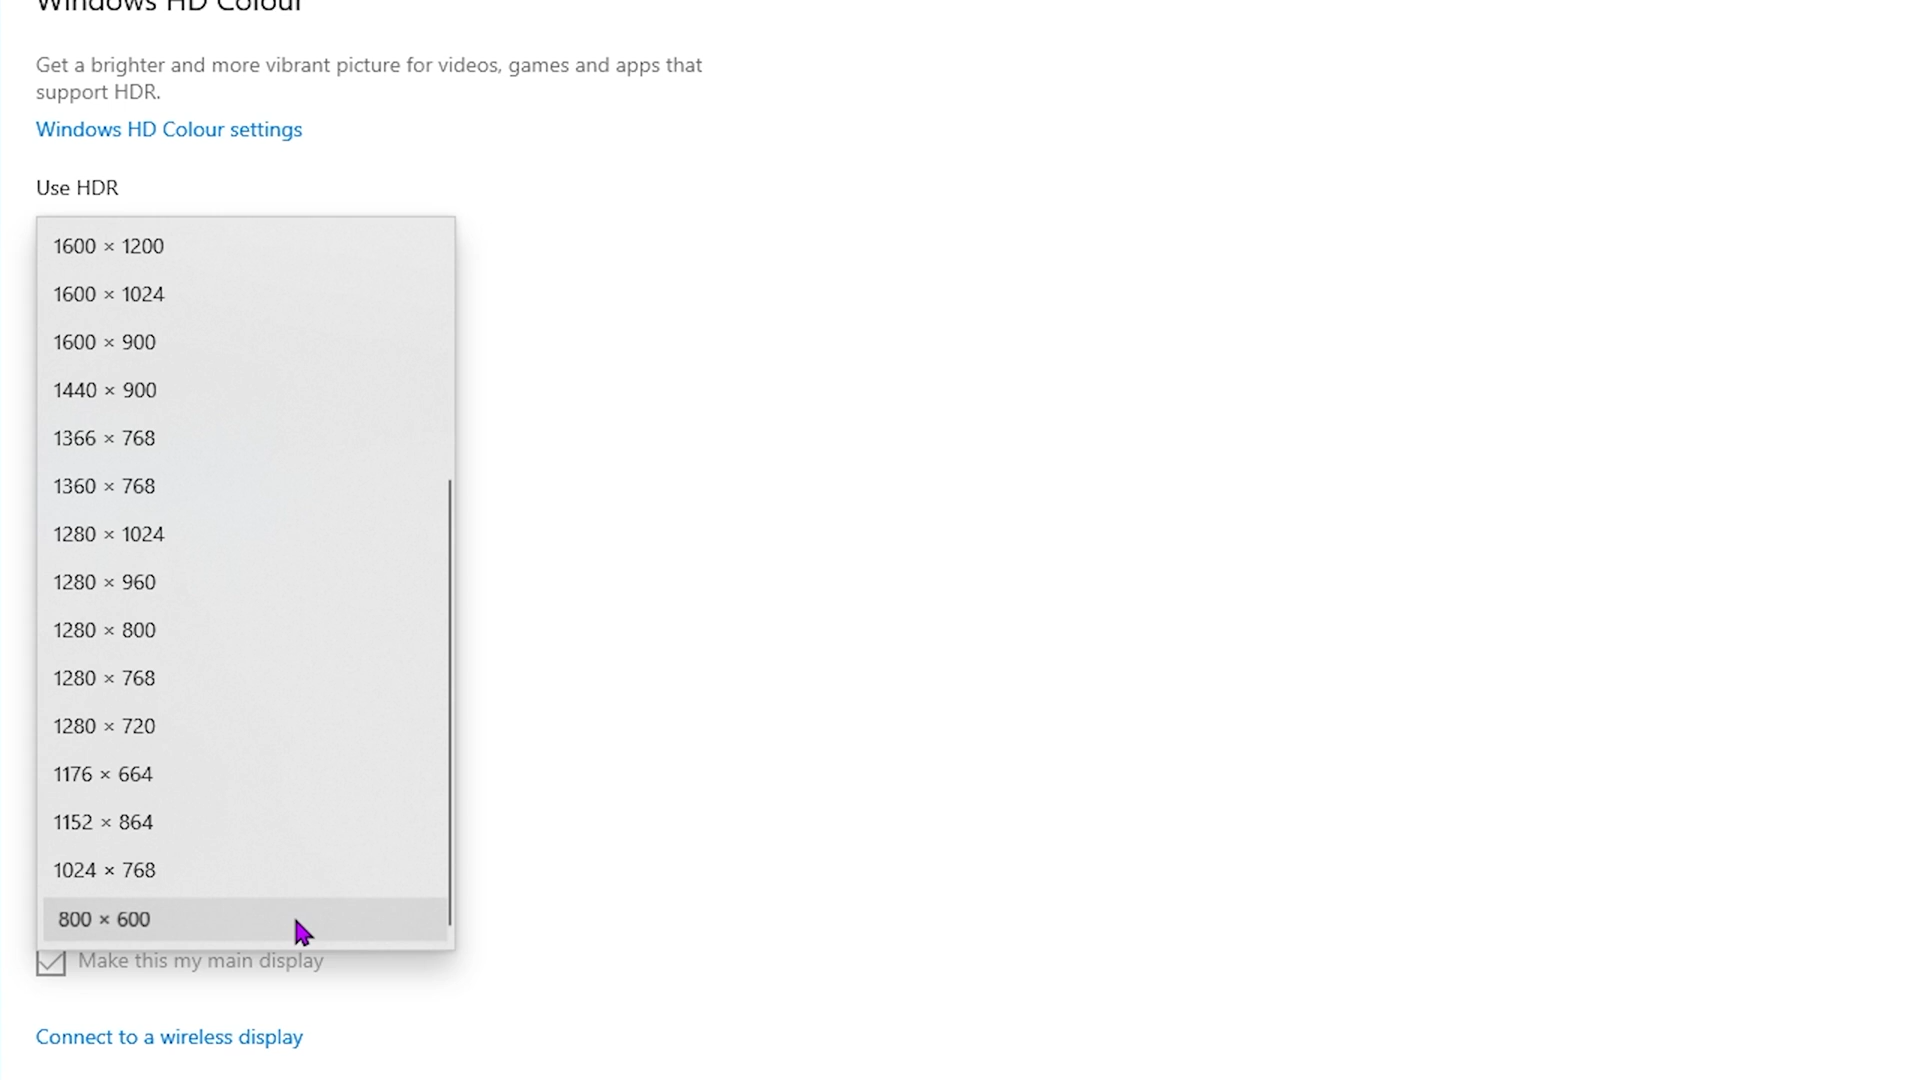 Windows HD Colour
Get a brighter and more vibrant picture for videos, games and apps that
support HDR.
Windows HD Colour settings
Use HDR
1600 × 1200
1600 × 1024
1600 × 900
1440 × 900
1366 × 768
1360 × 768
1280 × 1024
1280 × 960
1280 × 800
1280 × 768
1280 × 720
1176 × 664
1152 × 864
1024 × 768
800 × 600
Make this my main display
Connect to a wireless display